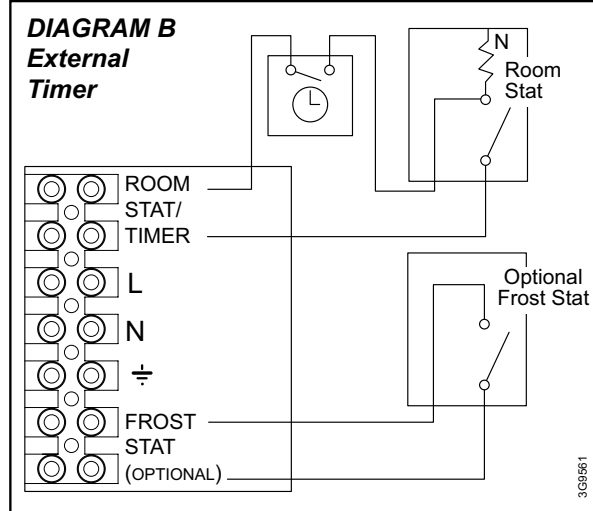 DIAGRAM B
External
Timer
N
Room
Stat
ROOM
STAT/
TIMER
L
N
Optional
Frost Stat
FROST
STAT
(OPTIONAL)
3G9561